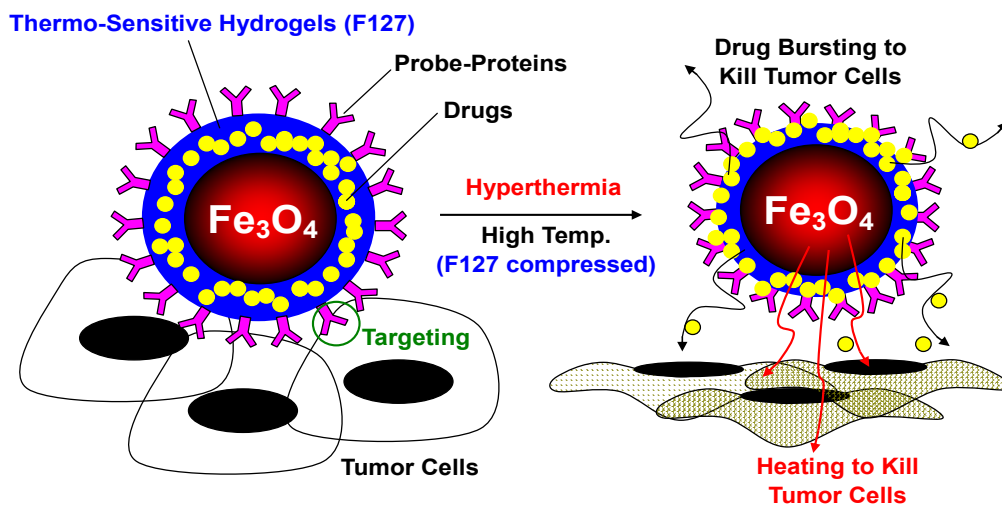 Thermo-Sensitive Hydrogels (F127)
Probe-Proteins
Drugs
Fe₃O₄
Targeting
Tumor Cells
Hyperthermia
High Temp.
(F127 compressed)
Drug Bursting to
Kill Tumor Cells
Fe₃O₄
Heating to Kill
Tumor Cells